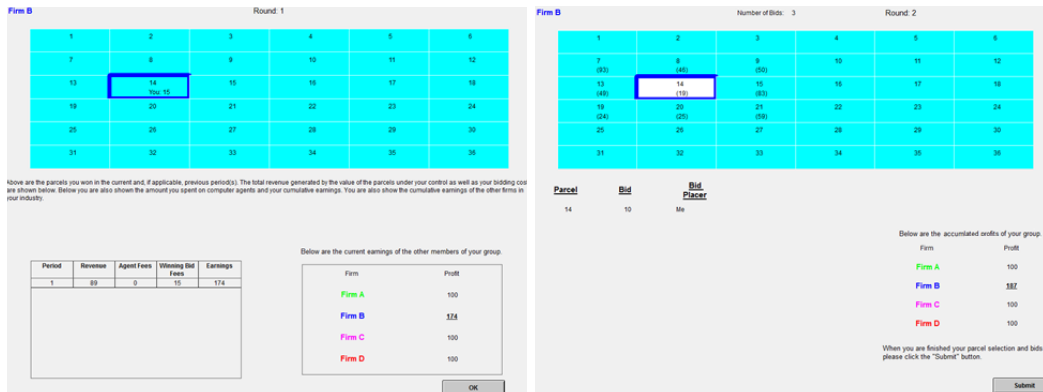 Firm B Round: 1
1 2 3 4 5 6
7 8 9 10 11 12
13 14 15 16 17 18
You: 15
19 20 21 22 23 24
25 26 27 28 29 30
31 32 33 34 35 36
Above are the parcels you won in the current and, if applicable, previous period(s). The total revenue generated by the value of the parcels under your control as well as your bidding cost
are shown below. Below you are also shown the amount you spent on computer agents and your cumulative earnings. You are also show the cumulative earnings of the other firms in
your industry.
Period Revenue Agent Fees Winning Bid Fees Earnings
1 89 0 15 174
Below are the current earnings of the other members of your group.
Firm Profit
Firm A 100
Firm B 174
Firm C 100
Firm D 100
OK
Firm B Number of Bids: 3 Round: 2
1 2 3 4 5 6
7 8 9 10 11 12
(93) (46) (50)
13 14 15 16 17 18
(49) (19) (83)
19 20 21 22 23 24
(24) (25) (59)
25 26 27 28 29 30
31 32 33 34 35 36
Parcel Bid Bid Placer
14 10 Me
Below are the accumlated profits of your group.
Firm Profit
Firm A 100
Firm B 187
Firm C 100
Firm D 100
When you are finished your parcel selection and bids
please click the "Submit" button.
Submit